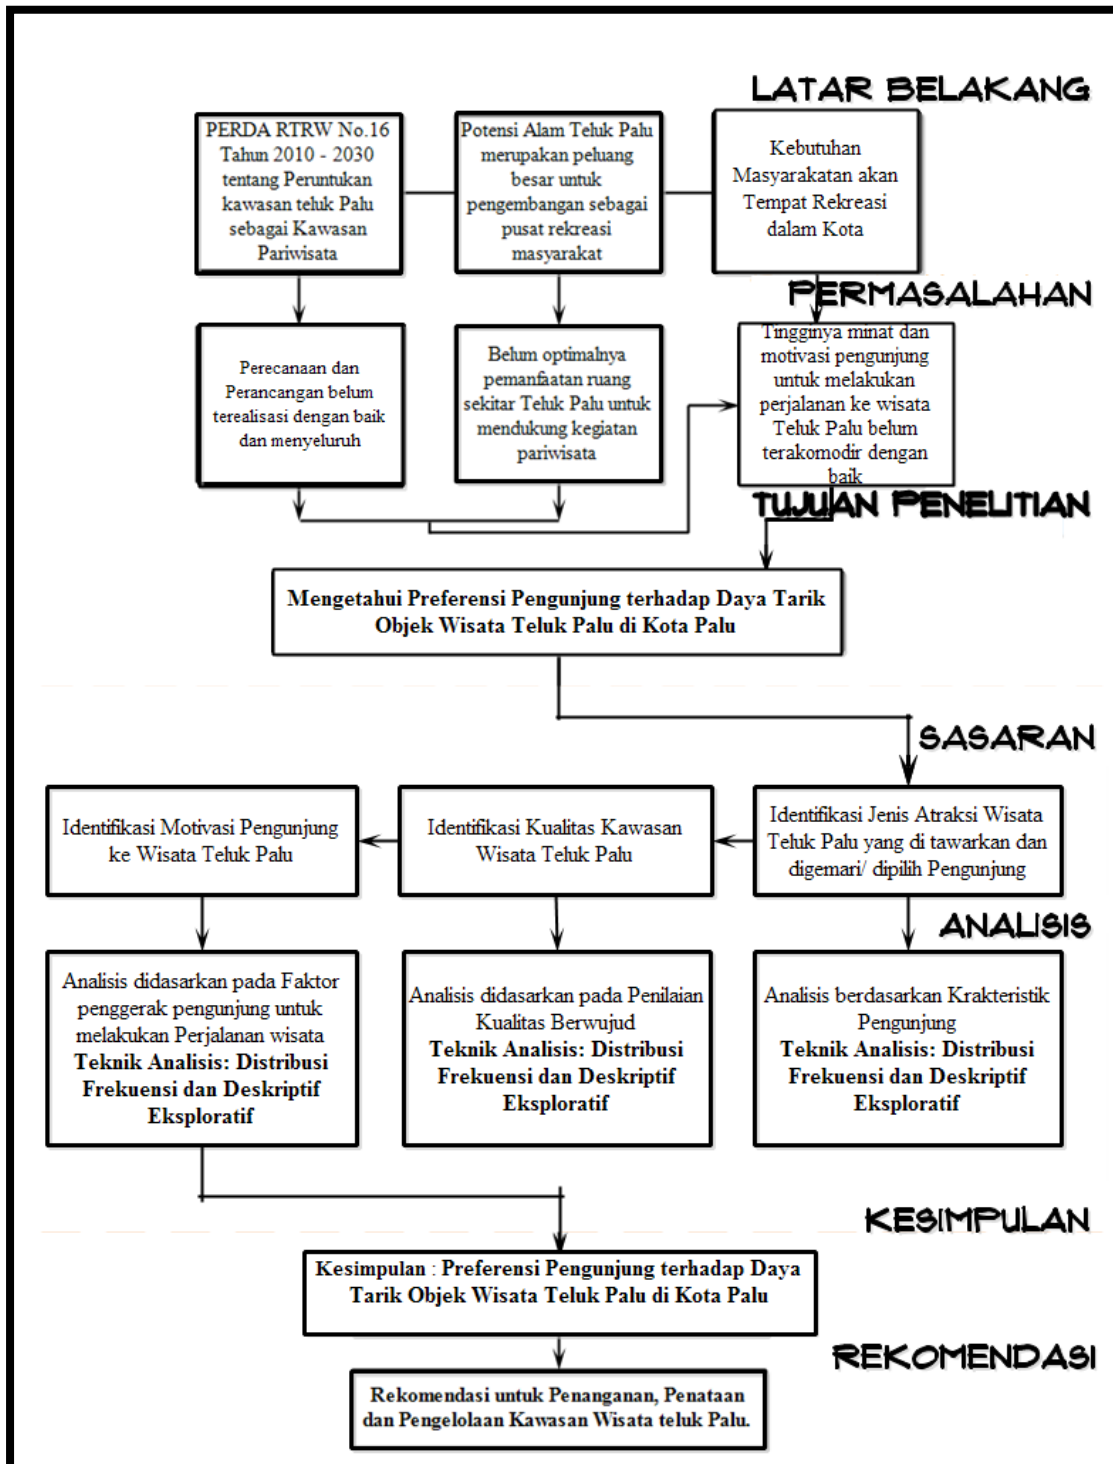 LATAR BELAKANG
PERDA RTRW No.16
Tahun 2010 - 2030
tentang Peruntukan
kawasan teluk Palu
sebagai Kawasan
Pariwisata
Potensi Alam Teluk Palu
merupakan peluang
besar untuk
pengembangan sebagai
pusat rekreasi
masyarakat
Kebutuhan
Masyarakatan akan
Tempat Rekreasi
dalam Kota
PERMASALAHAN
Perecanaan dan
Perancangan belum
terealisasi dengan baik
dan menyeluruh
Belum optimalnya
pemanfaatan ruang
sekitar Teluk Palu untuk
mendukung kegiatan
pariwisata
Tingginya minat dan
motivasi pengunjung
untuk melakukan
perjalanan ke wisata
Teluk Palu belum
terakomodir dengan
baik
TUJUAN PENELITIAN
Mengetahui Preferensi Pengunjung terhadap Daya Tarik
Objek Wisata Teluk Palu di Kota Palu
SASARAN
Identifikasi Motivasi Pengunjung
ke Wisata Teluk Palu
Identifikasi Kualitas Kawasan
Wisata Teluk Palu
Identifikasi Jenis Atraksi Wisata
Teluk Palu yang di tawarkan dan
digemari/ dipilih Pengunjung
ANALISIS
Analisis didasarkan pada Faktor
penggerak pengunjung untuk
melakukan Perjalanan wisata
Teknik Analisis: Distribusi
Frekuensi dan Deskriptif
Eksploratif
Analisis didasarkan pada Penilaian
Kualitas Berwujud
Teknik Analisis: Distribusi
Frekuensi dan Deskriptif
Eksploratif
Analisis berdasarkan Krakteristik
Pengunjung
Teknik Analisis: Distribusi
Frekuensi dan Deskriptif
Eksploratif
KESIMPULAN
Kesimpulan : Preferensi Pengunjung terhadap Daya
Tarik Objek Wisata Teluk Palu di Kota Palu
REKOMENDASI
Rekomendasi untuk Penanganan, Penataan
dan Pengelolaan Kawasan Wisata teluk Palu.